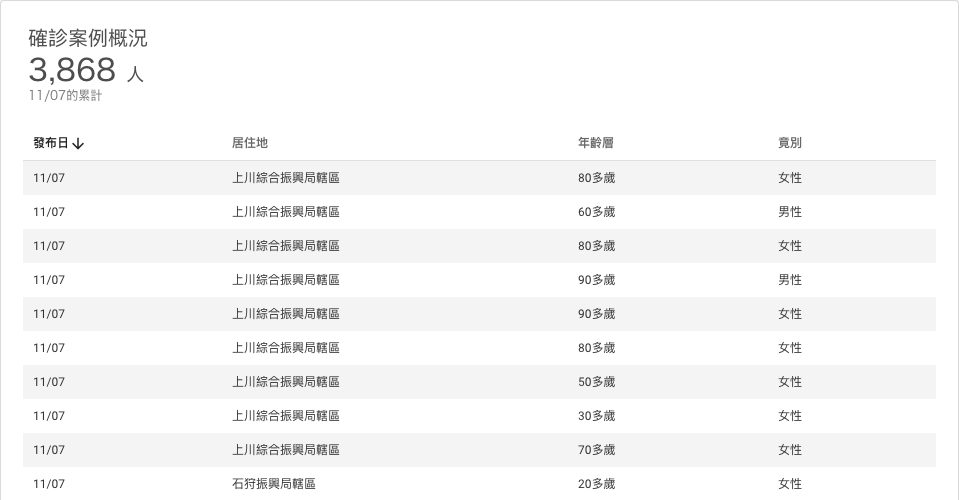 確診案例概況
3,868 人
11/07的累計
發布日↓ 居住地 年齡層 竟別
11/07 上川綜合振興局轄區 80多歲 女性
11/07 上川綜合振興局轄區 60多歲 男性
11/07 上川綜合振興局轄區 80多歲 女性
11/07 上川綜合振興局轄區 90多歲 男性
11/07 上川綜合振興局轄區 90多歲 女性
11/07 上川綜合振興局轄區 80多歲 女性
11/07 上川綜合振興局轄區 50多歲 女性
11/07 上川綜合振興局轄區 30多歲 女性
11/07 上川綜合振興局轄區 70多歲 女性
11/07 石狩振興局轄區 20多歲 女性